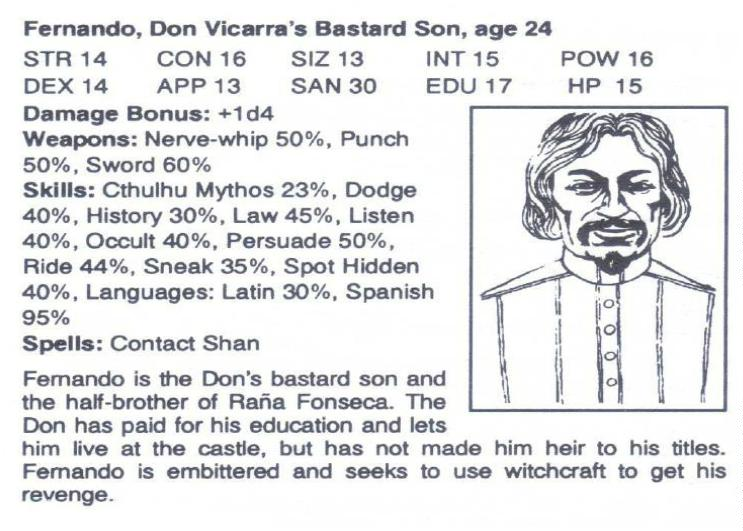 Fernando, Don Vicarra's Bastard Son, age 24
STR 14 CON 16 SIZ 13 INT 15 POW 16
DEX 14 APP 13 SAN 30 EDU 17 HP 15
Damage Bonus: +1d4
Weapons: Nerve-whip 50%, Punch
50%, Sword 60%
Skills: Cthulhu Mythos 23%, Dodge
40%, History 30%, Law 45%, Listen
40%, Occult 40%, Persuade 50%,
Ride 44%, Sneak 35%, Spot Hidden
40%, Languages: Latin 30%, Spanish
95%
Spells: Contact Shan
Fernando is the Don's bastard son and
the half-brother of Raña Fonseca. The
Don has paid for his education and lets
him live at the castle, but has not made him heir to his titles.
Fernando is embittered and seeks to use witchcraft to get his
revenge.